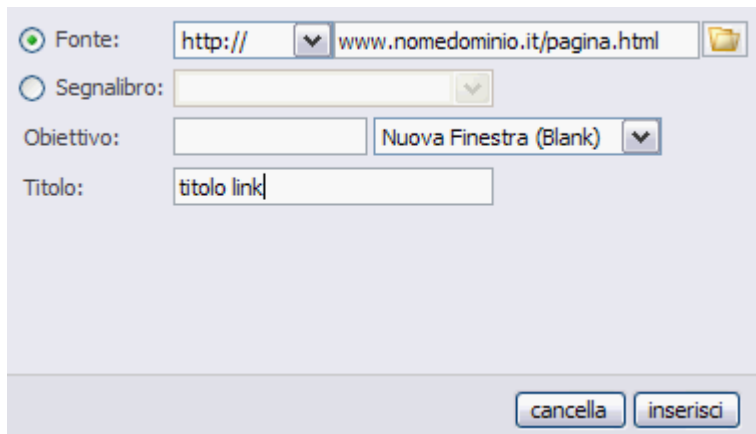 Fonte: http:// www.nomedominio.it/pagina.html
Segnalibro:
Obiettivo: Nuova Finestra (Blank)
Titolo: titolo link
cancella inserisci